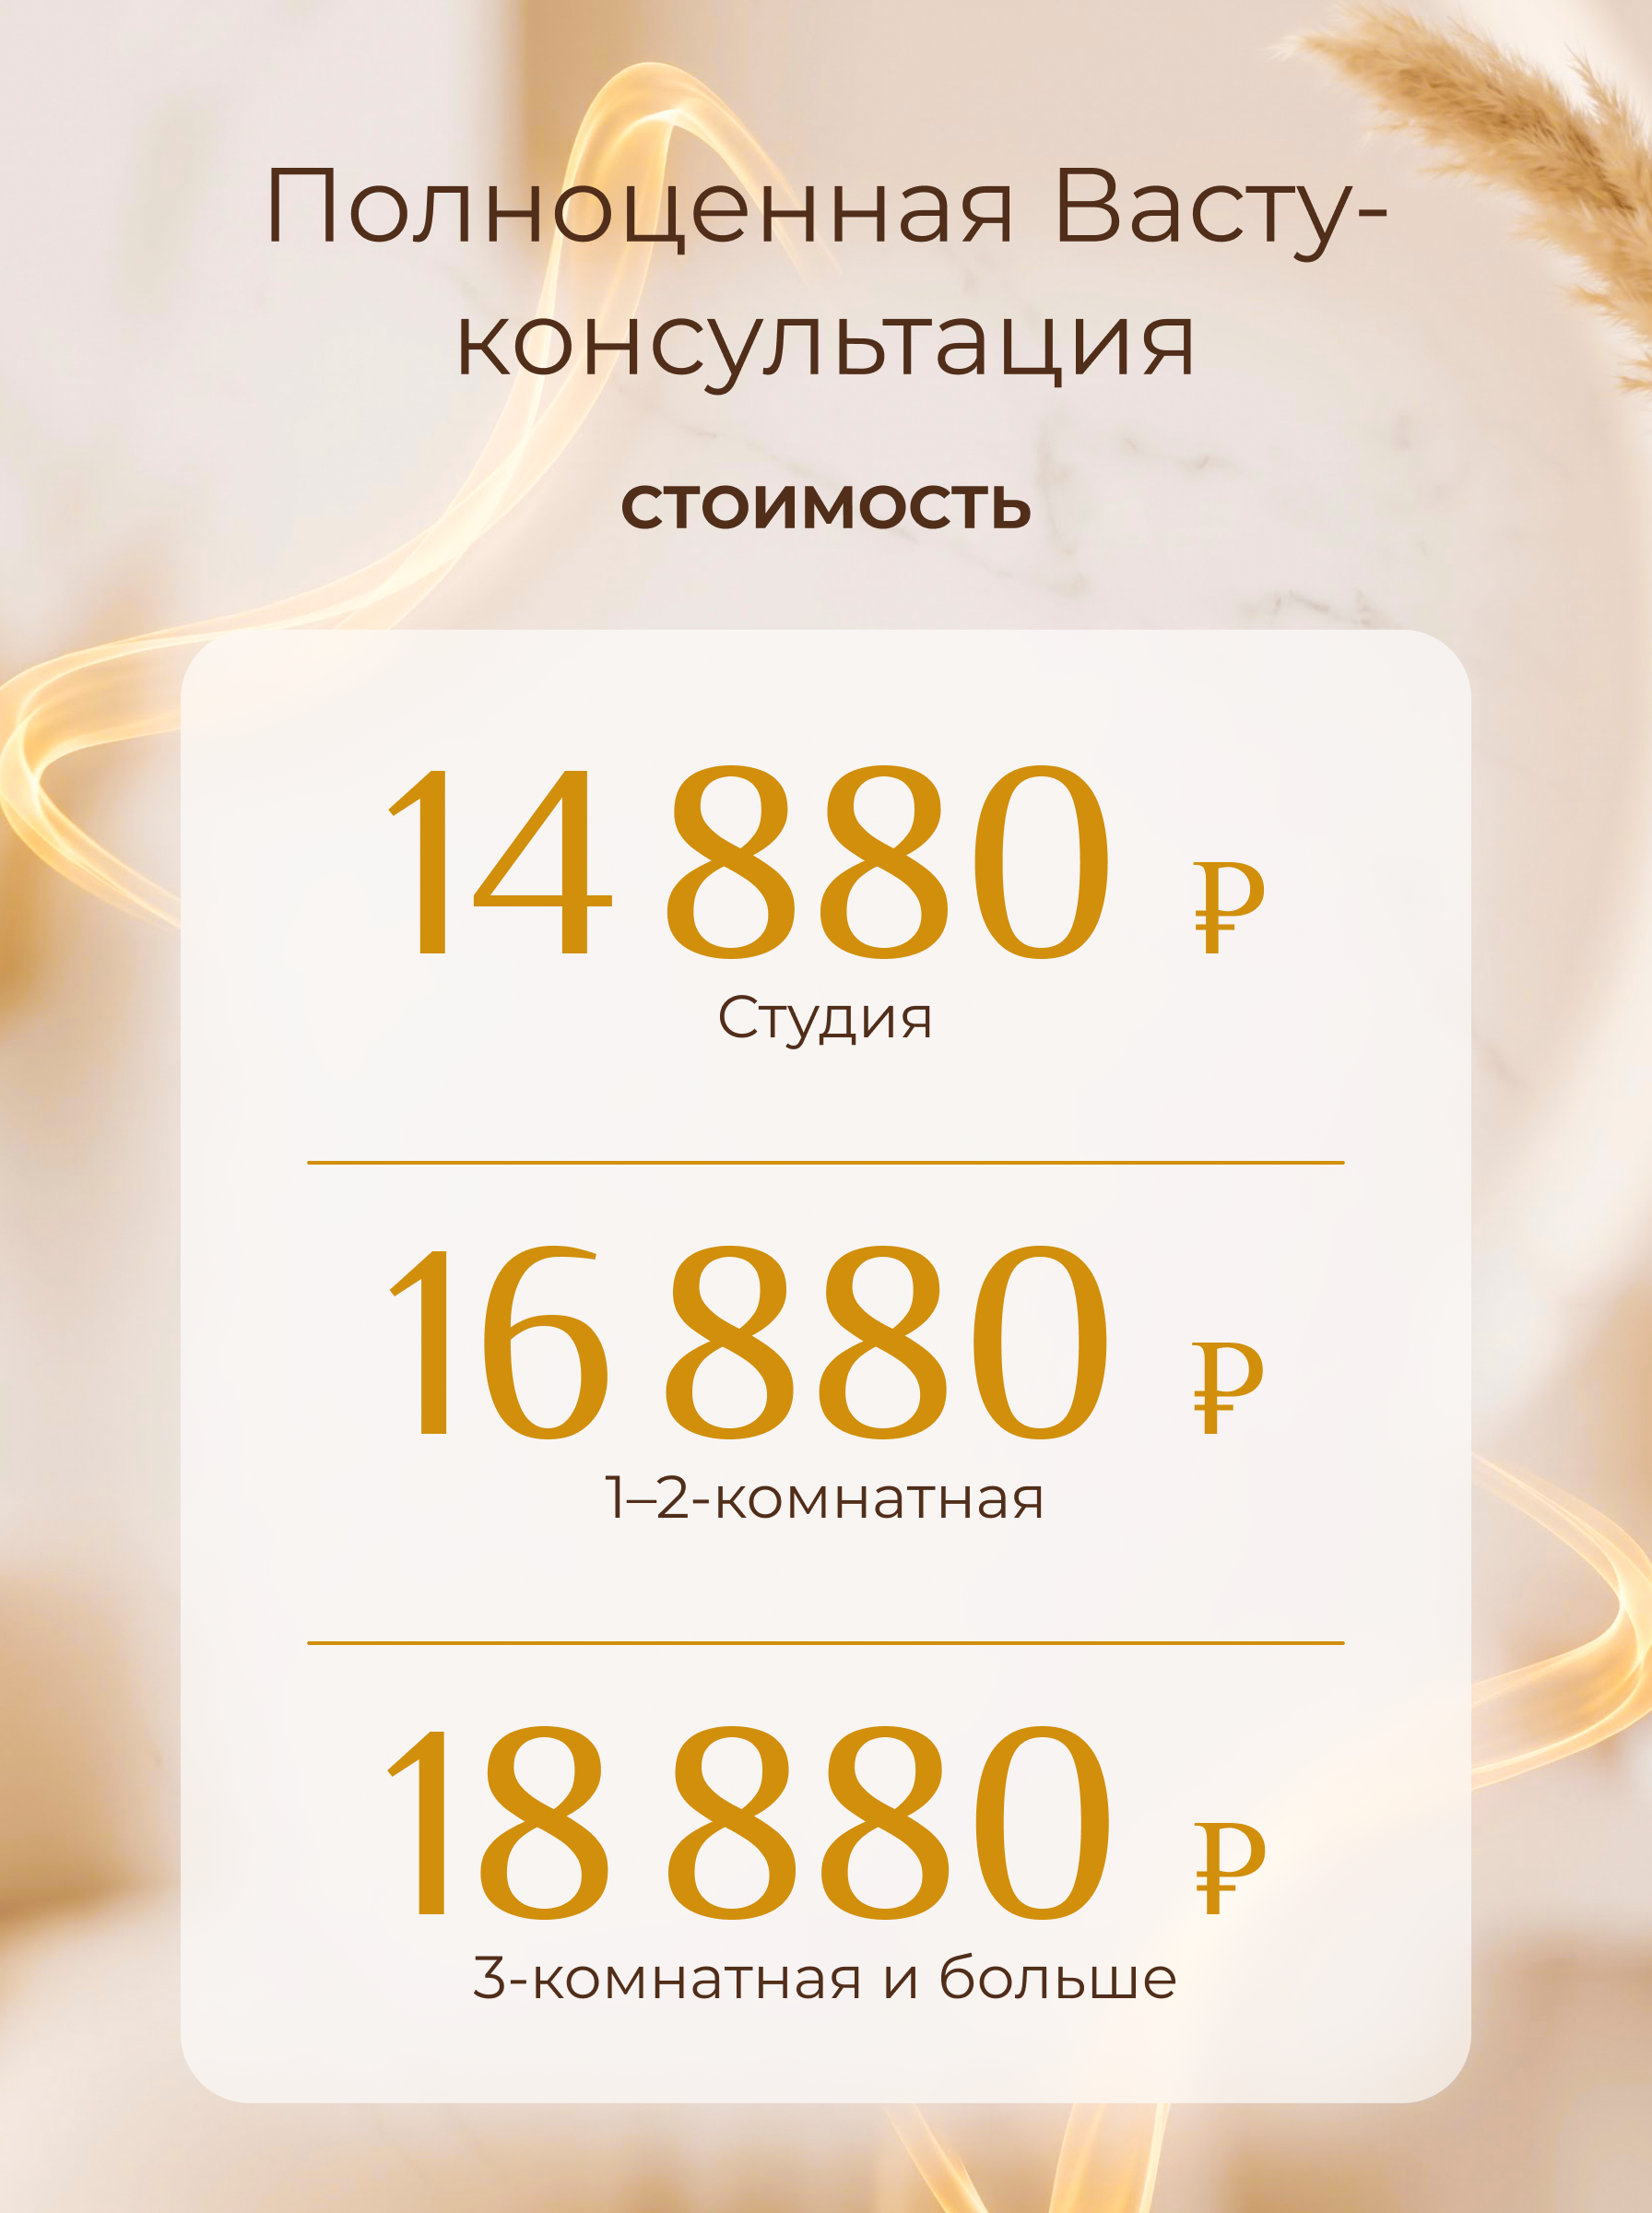 Полноценная Васту-
консультация
стоимость
14 880 ₽
Студия
16 880 ₽
1–2-комнатная
18 880 ₽
3-комнатная и больше